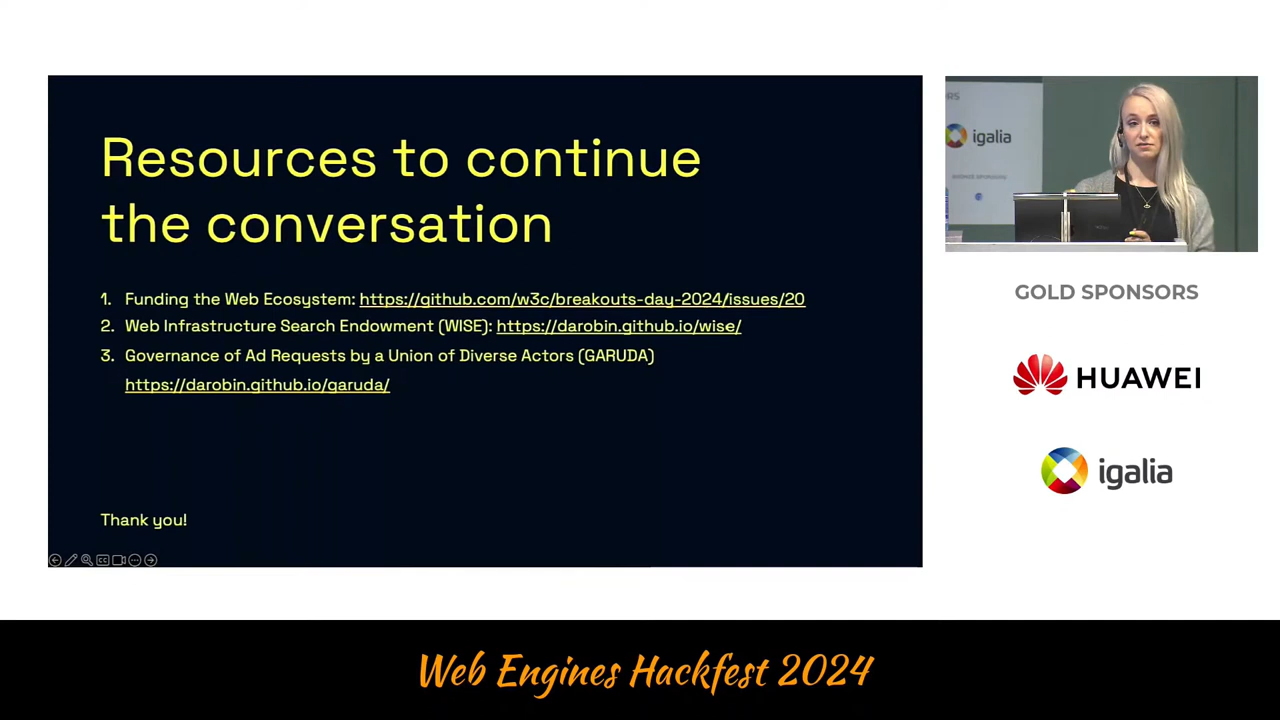 Resources to continue
the conversation
1. Funding the Web Ecosystem: https://github.com/w3c/breakouts-day-2024/issues/20
2. Web Infrastructure Search Endowment (WISE): https://darobin.github.io/wise/
3. Governance of Ad Requests by a Union of Diverse Actors (GARUDA)
https://darobin.github.io/garuda/
Thank you!
igalia
GOLD SPONSORS
HUAWEI
igalia
Web Engines Hackfest 2024